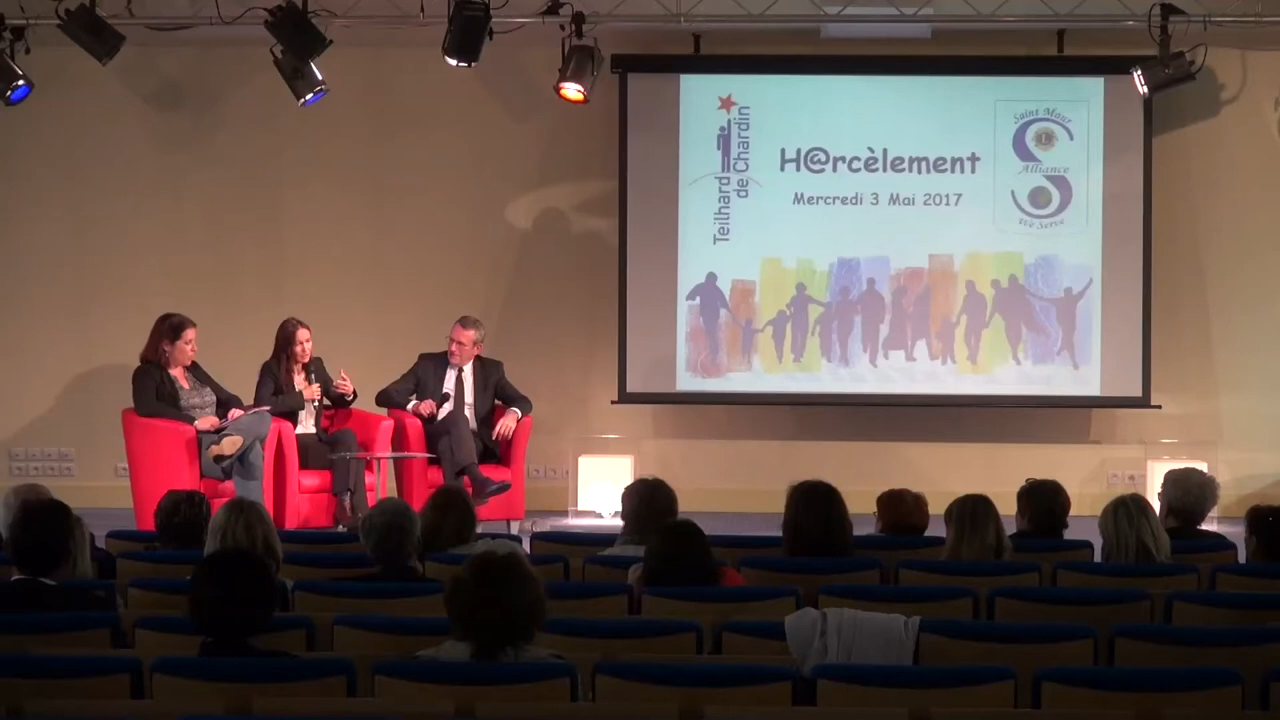 Teilhard
de Chardin
H@rcèlement
Mercredi 3 Mai 2017
Saint Maur
L
Alliance
We Serve